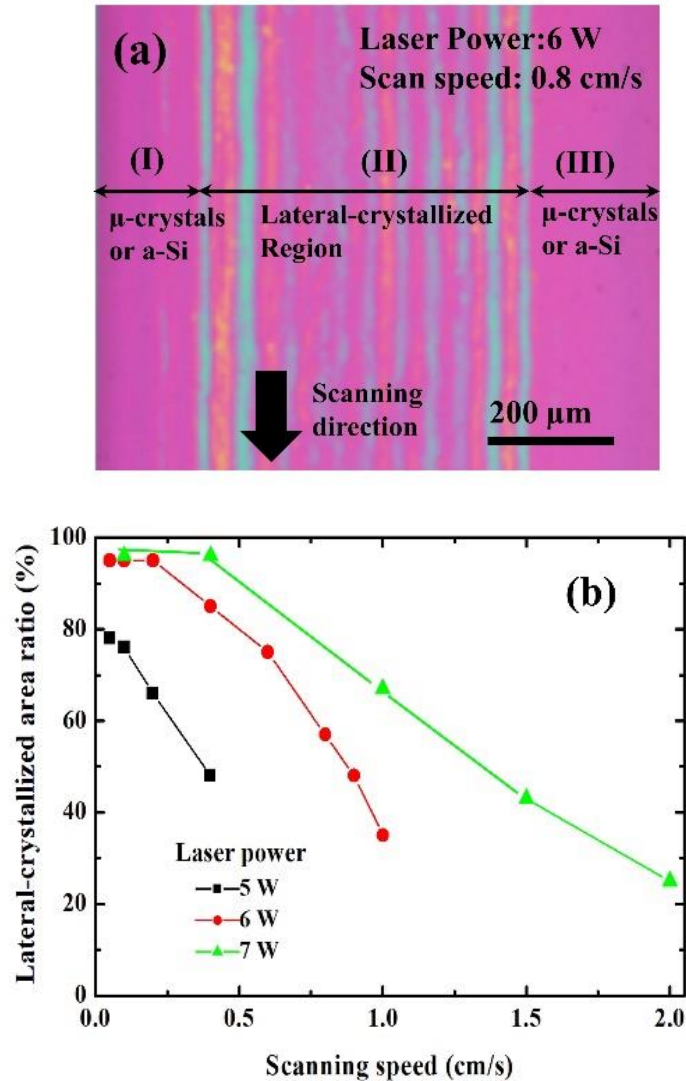 (a)
Laser Power:6 W
Scan speed: 0.8 cm/s
(I)
(II)
(III)
μ-crystals
or a-Si
Lateral-crystallized
Region
μ-crystals
or a-Si
Scanning
direction
200 μm
(b)
Lateral-crystallized area ratio (%)
100
80
60
40
20
0
Laser power
5 W
6 W
7 W
0.0 0.5 1.0 1.5 2.0
Scanning speed (cm/s)